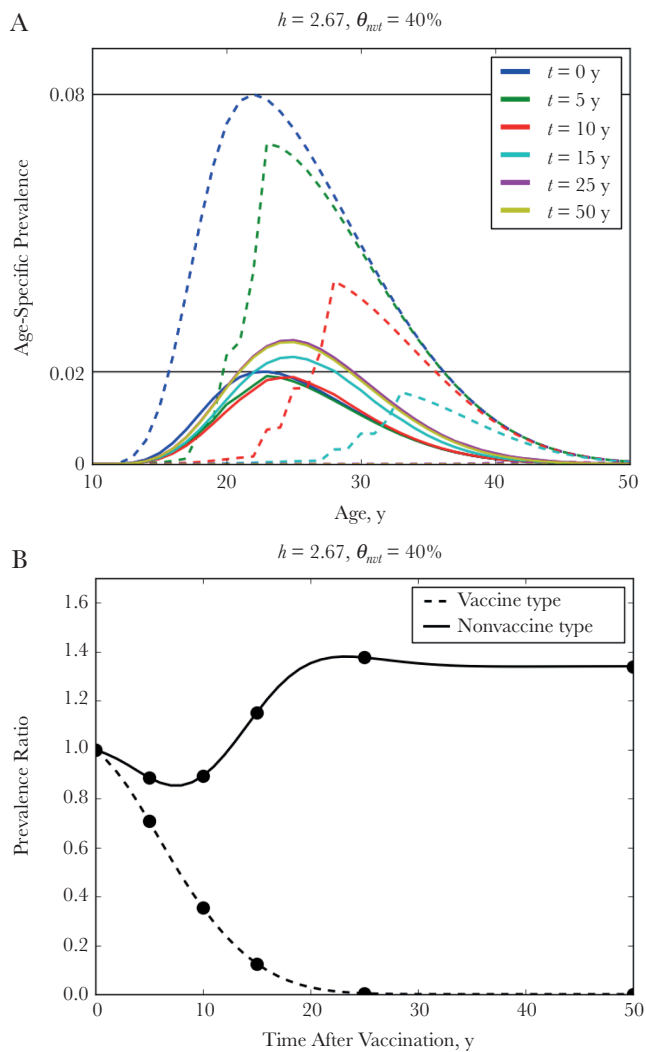 A
h = 2.67, θnvt = 40%
0.08
0.02
0
Age-Specific Prevalence
t = 0 y
t = 5 y
t = 10 y
t = 15 y
t = 25 y
t = 50 y
10 20 30 40 50
Age, y
B
h = 2.67, θnvt = 40%
1.6
1.4
1.2
1.0
0.8
0.6
0.4
0.2
0.0
Prevalence Ratio
Vaccine type
Nonvaccine type
0 10 20 30 40 50
Time After Vaccination, y